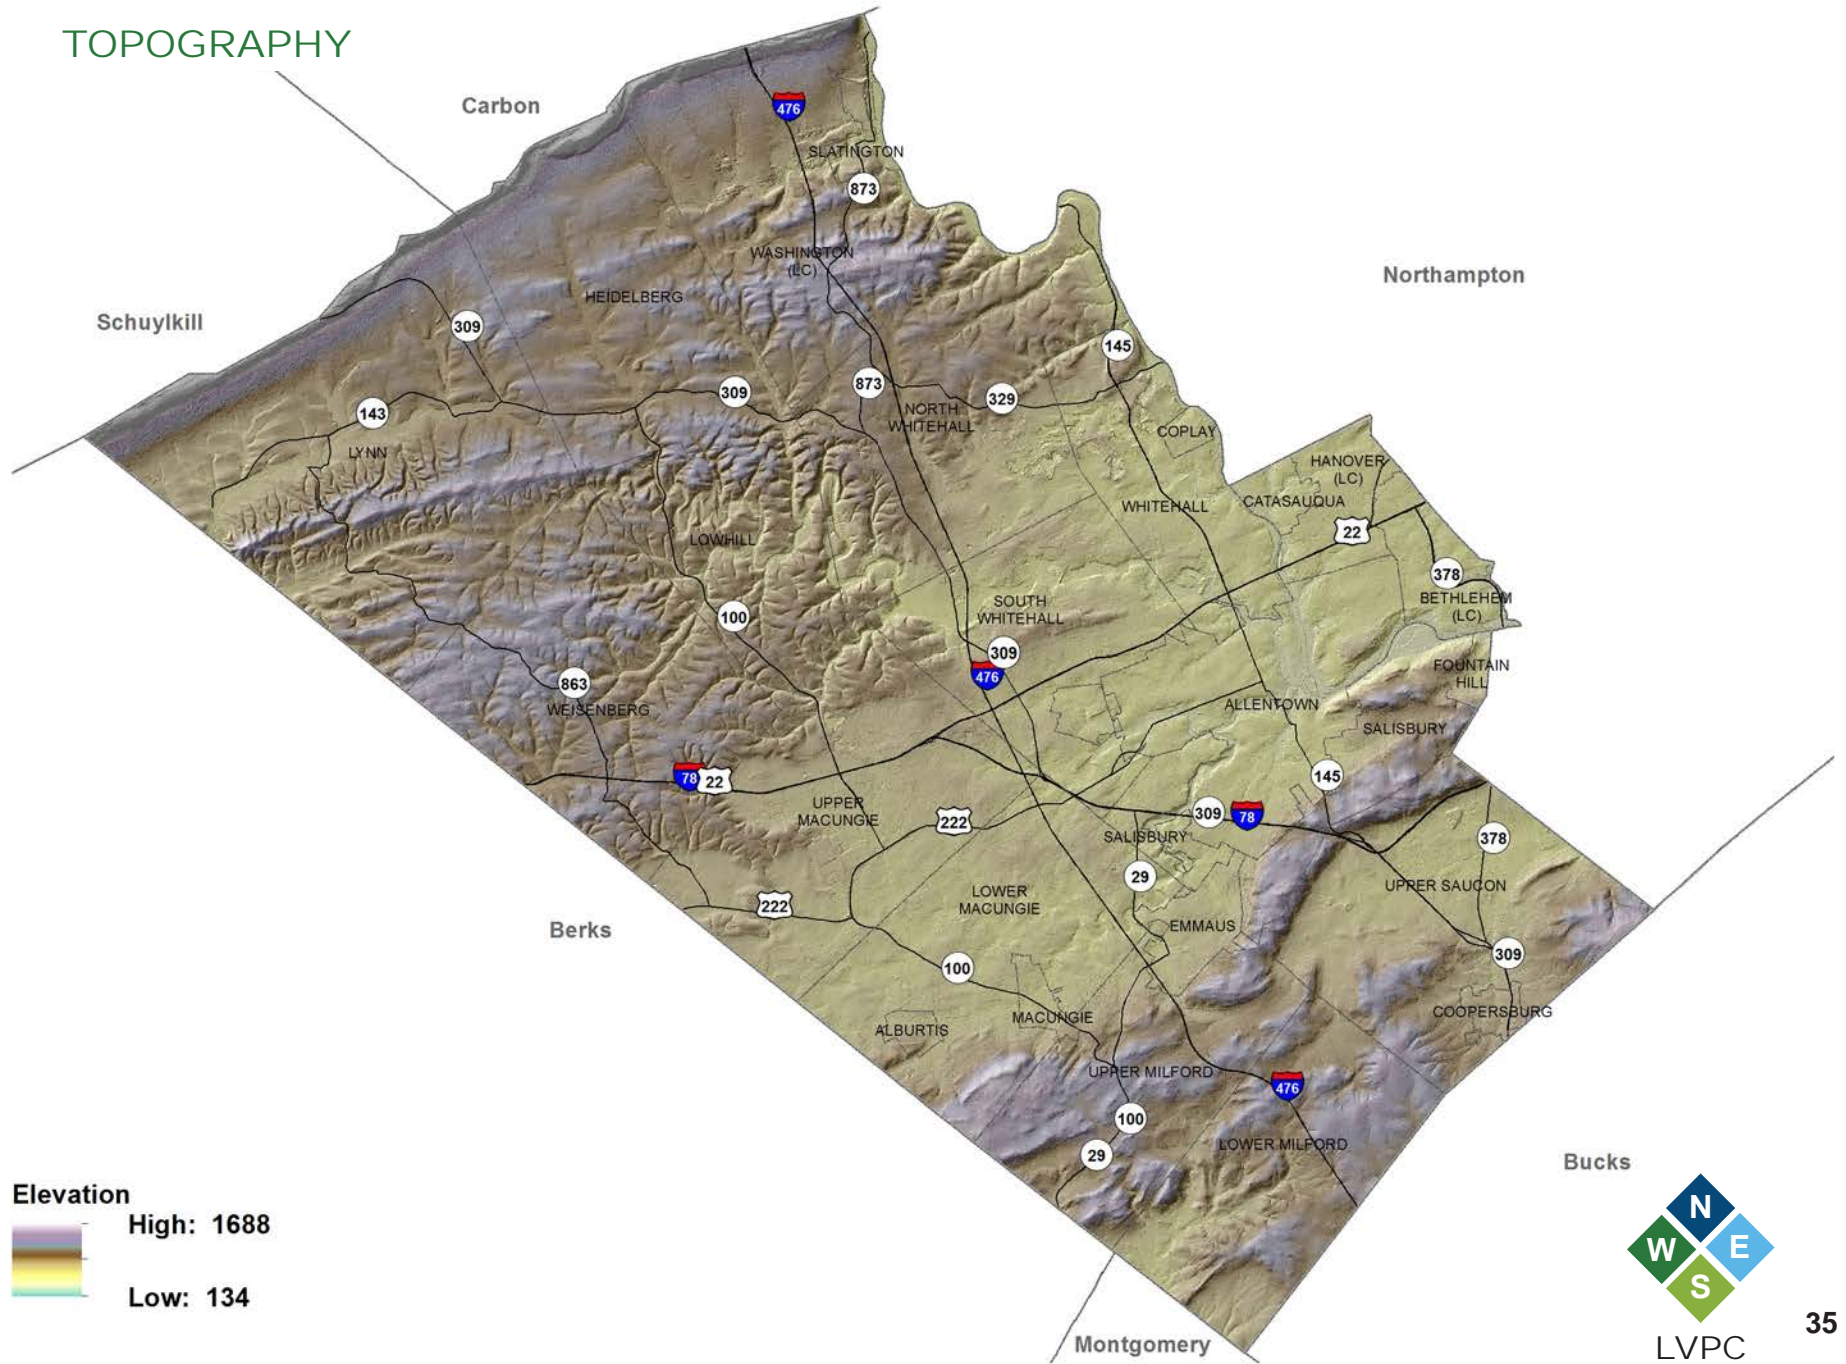 TOPOGRAPHY
Carbon
476
SLATINGTON
873
WASHINGTON
(LC)
Northampton
HEIDELBERG
Schuylkill
309
145
873
309
329
143
NORTH
WHITEHALL
COPLAY
LYNN
HANOVER
(LC)
CATASAUQUA
WHITEHALL
22
LOWHILL
378
BETHLEHEM
(LC)
SOUTH
WHITEHALL
100
309
476
FOUNTAIN
HILL
863
WEISENBERG
ALLENTOWN
SALISBURY
78
22
145
UPPER
MACUNGIE
222
309
78
SALISBURY
378
29
UPPER SAUCON
LOWER
MACUNGIE
222
EMMAUS
Berks
309
100
COOPERSBURG
MACUNGIE
ALBURTIS
UPPER MILFORD
476
100
LOWER MILFORD
29
Bucks
Elevation
High: 1688
Low: 134
N
W
E
S
LVPC
35
Montgomery